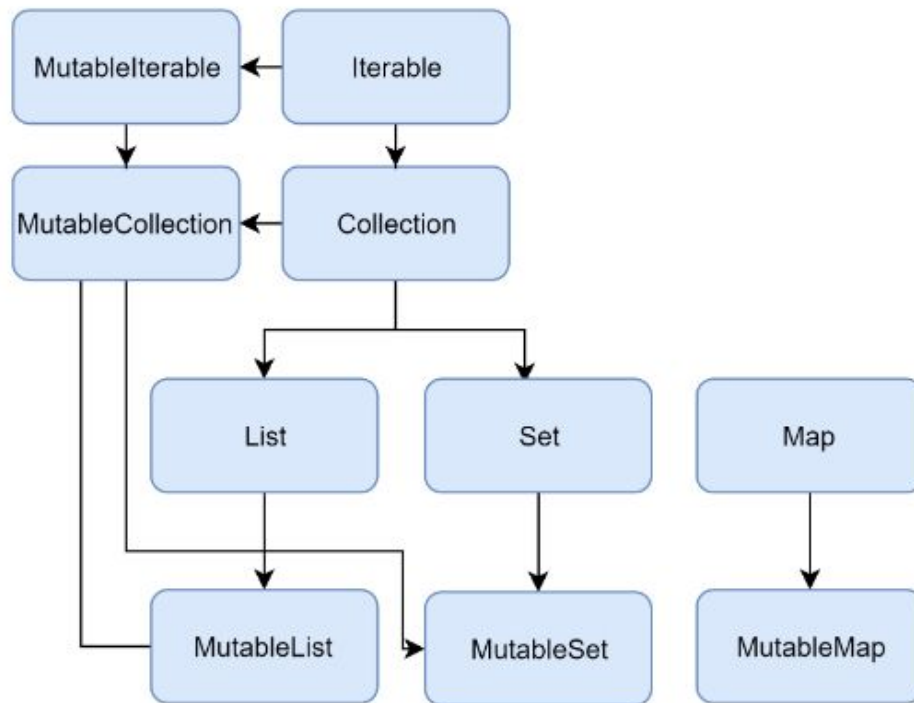 MutableIterable
Iterable
MutableCollection
Collection
List
Set
Map
MutableList
MutableSet
MutableMap